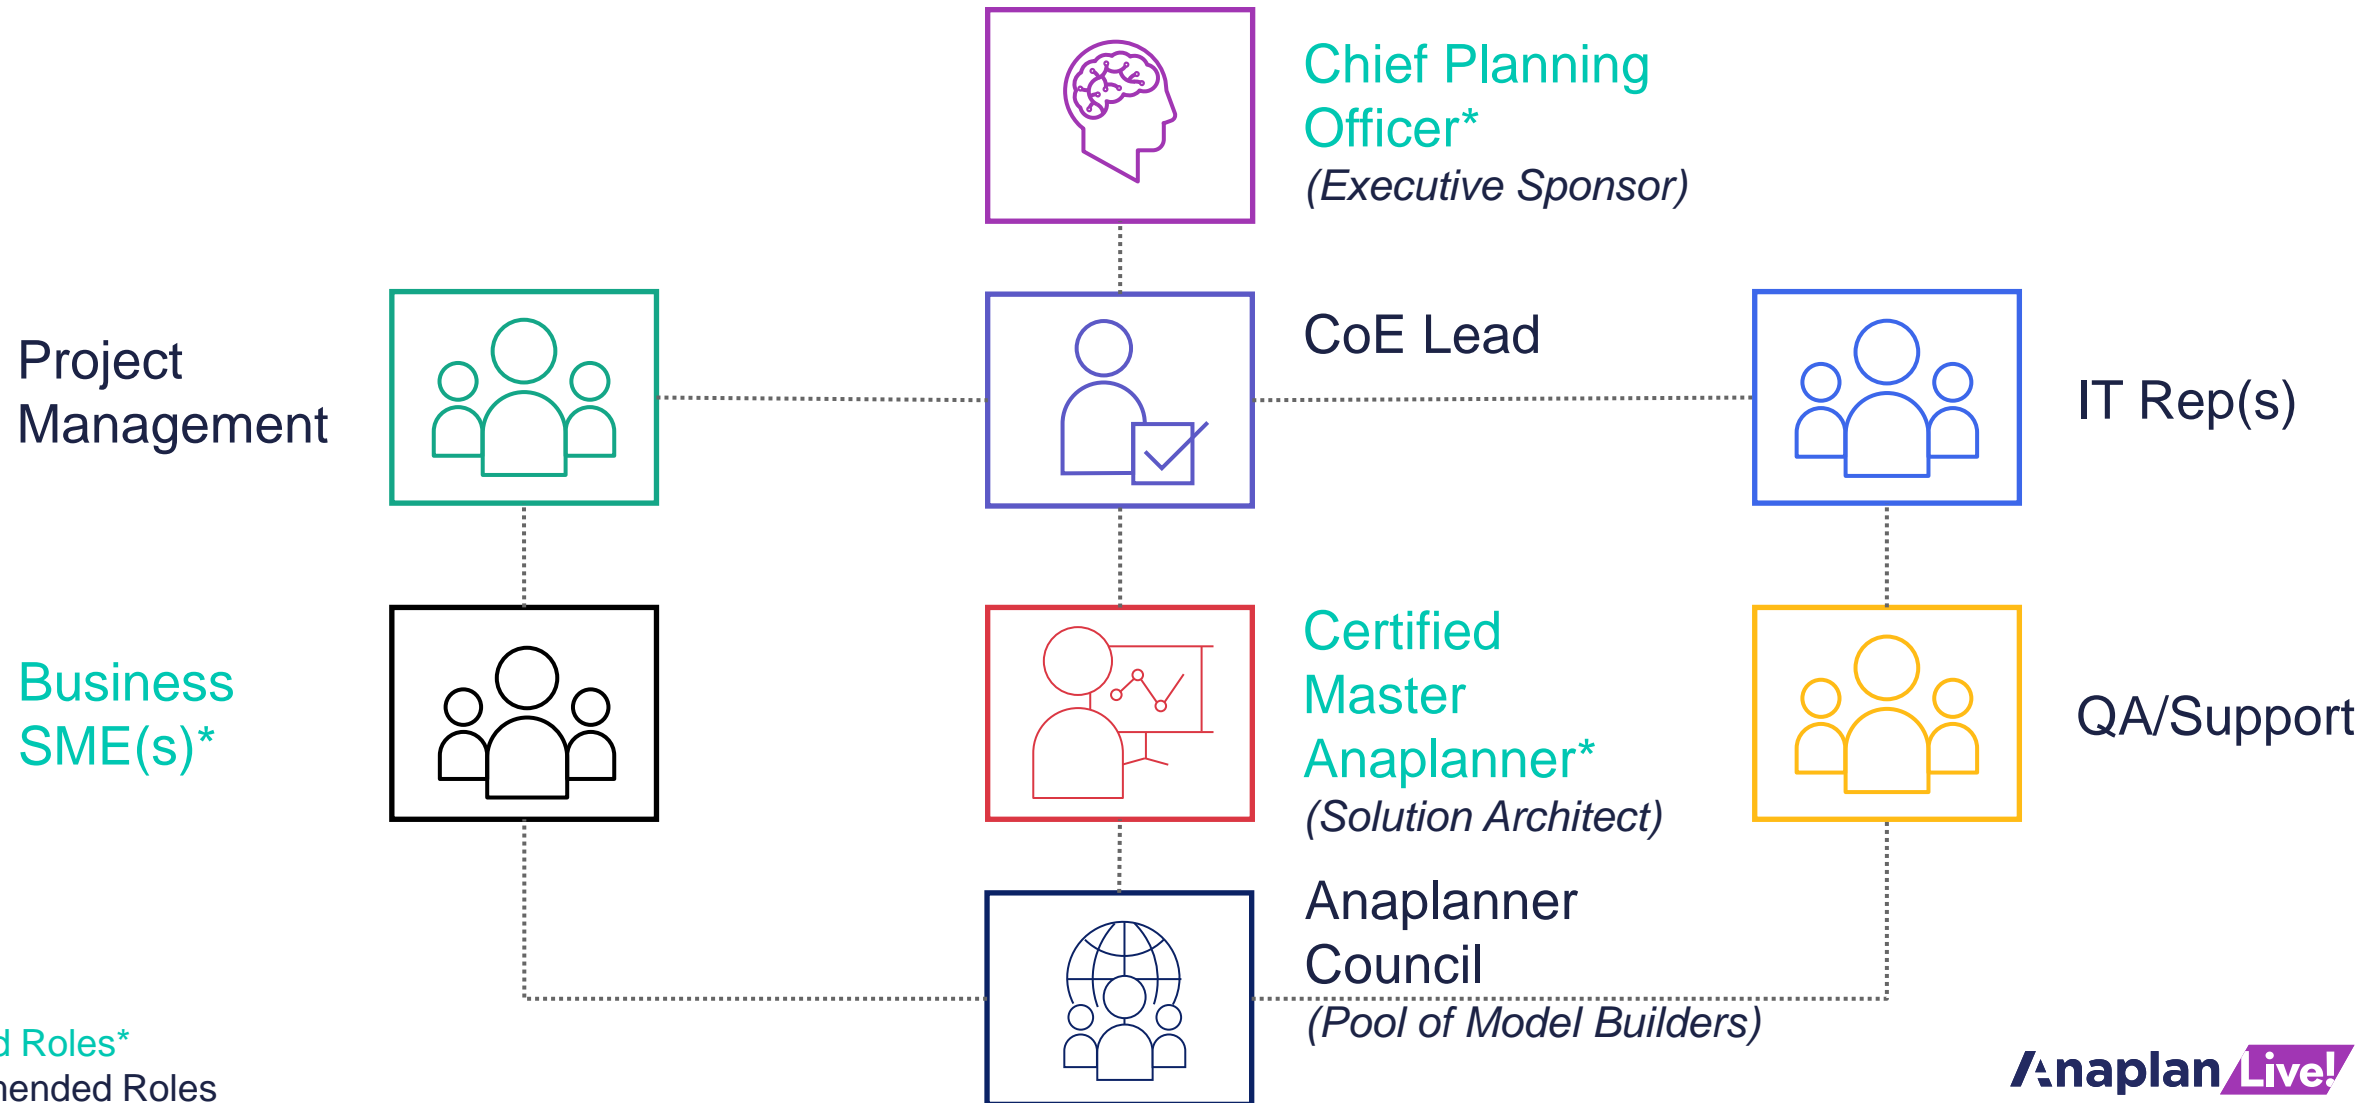 Chief Planning
Officer*
(Executive Sponsor)
Project
Management
CoE Lead
IT Rep(s)
Business
SME(s)*
Certified
Master
Anaplanner*
(Solution Architect)
QA/Support
Anaplanner
Council
(Pool of Model Builders)
Roles*
Roles
Anaplan Live!